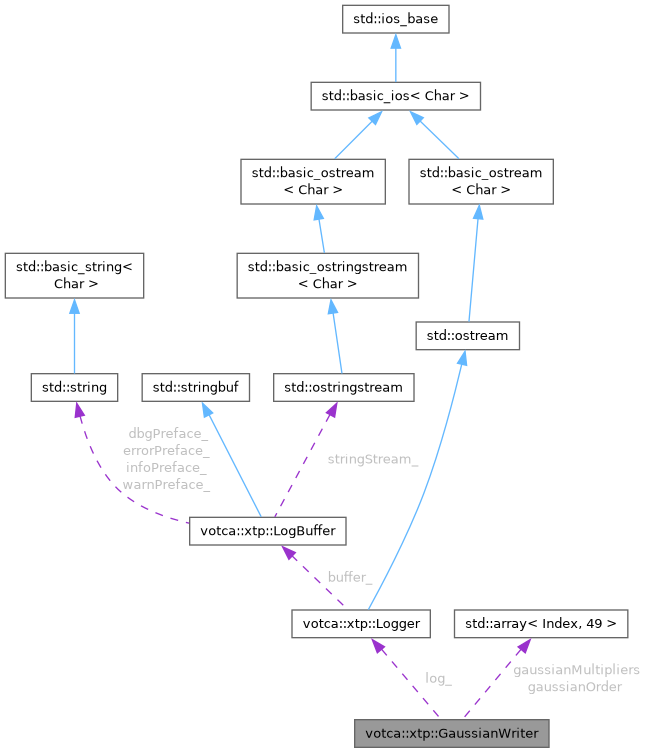 std::ios_base
std::basic_ios< Char >
std::basic_ostream
< Char >
std::basic_ostream
< Char >
std::basic_string<
Char >
std::basic_ostringstream
< Char >
std::ostream
std::string
std::stringbuf
std::ostringstream
dbgPreface_
errorPreface_
infoPreface_
warnPreface_
stringStream_
votca::xtp::LogBuffer
buffer_
votca::xtp::Logger
std::array< Index, 49 >
log_
gaussianMultipliers
gaussianOrder
votca::xtp::GaussianWriter